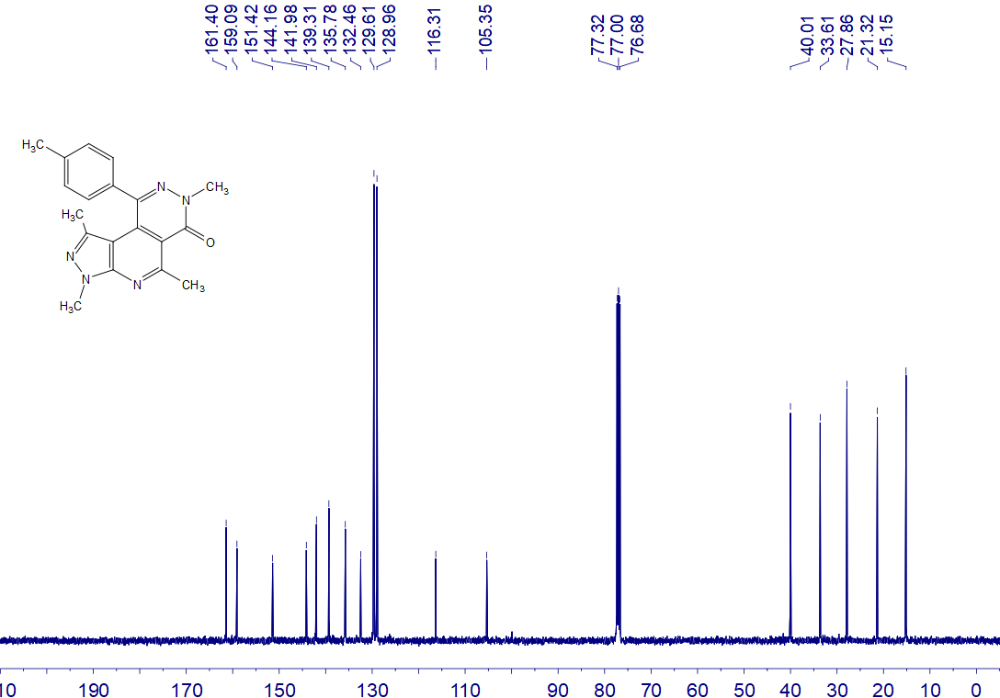 161.40
159.09
151.42
144.16
141.98
139.31
135.78
132.46
129.61
128.96
116.31
105.35
77.32
77.00
76.68
40.01
33.61
27.86
21.32
15.15
H3C
N
N
CH3
O
H3C
N
N
N
CH3
H3C
10 190 170 150 130 110 90 80 70 60 50 40 30 20 10 0